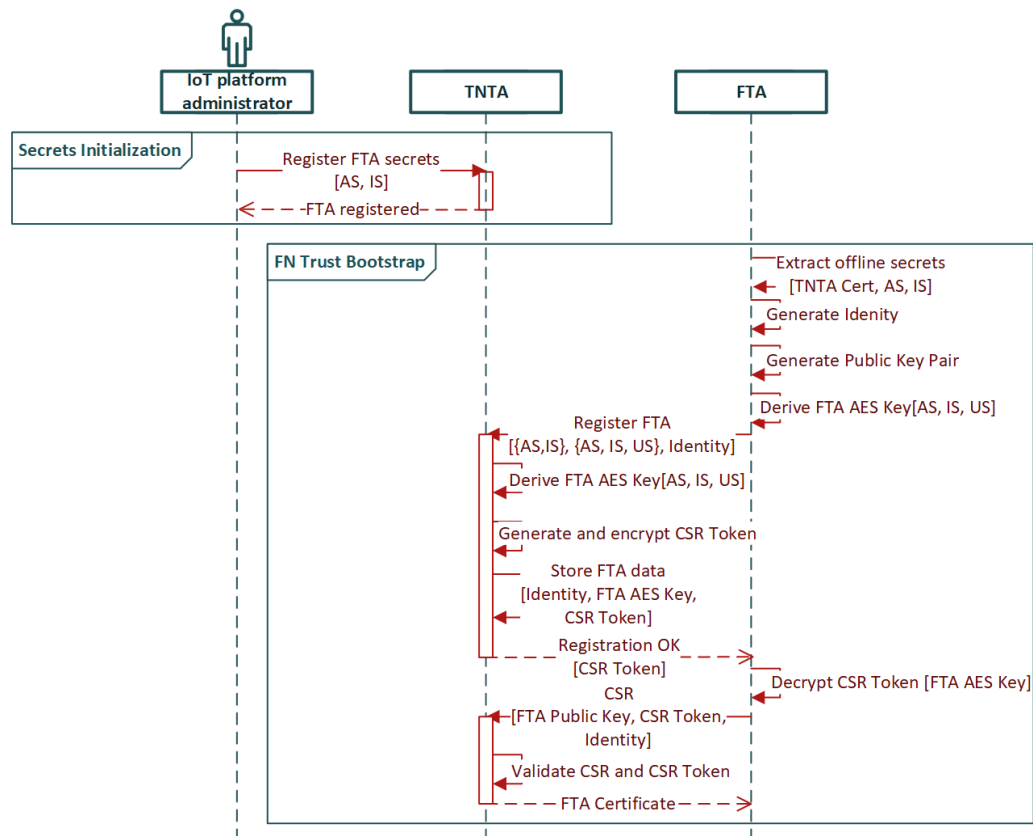 IoT platform
administrator
TNTA
FTA
Secrets Initialization
Register FTA secrets
[AS, IS]
FTA registered
FN Trust Bootstrap
Extract offline secrets
[TNTA Cert, AS, IS]
Generate Idenity
Generate Public Key Pair
Derive FTA AES Key[AS, IS, US]
Register FTA
[{AS,IS}, {AS, IS, US}, Identity]
Derive FTA AES Key[AS, IS, US]
Generate and encrypt CSR Token
Store FTA data
[Identity, FTA AES Key,
CSR Token]
Registration OK
[CSR Token]
Decrypt CSR Token [FTA AES Key]
CSR
[FTA Public Key, CSR Token,
Identity]
Validate CSR and CSR Token
FTA Certificate